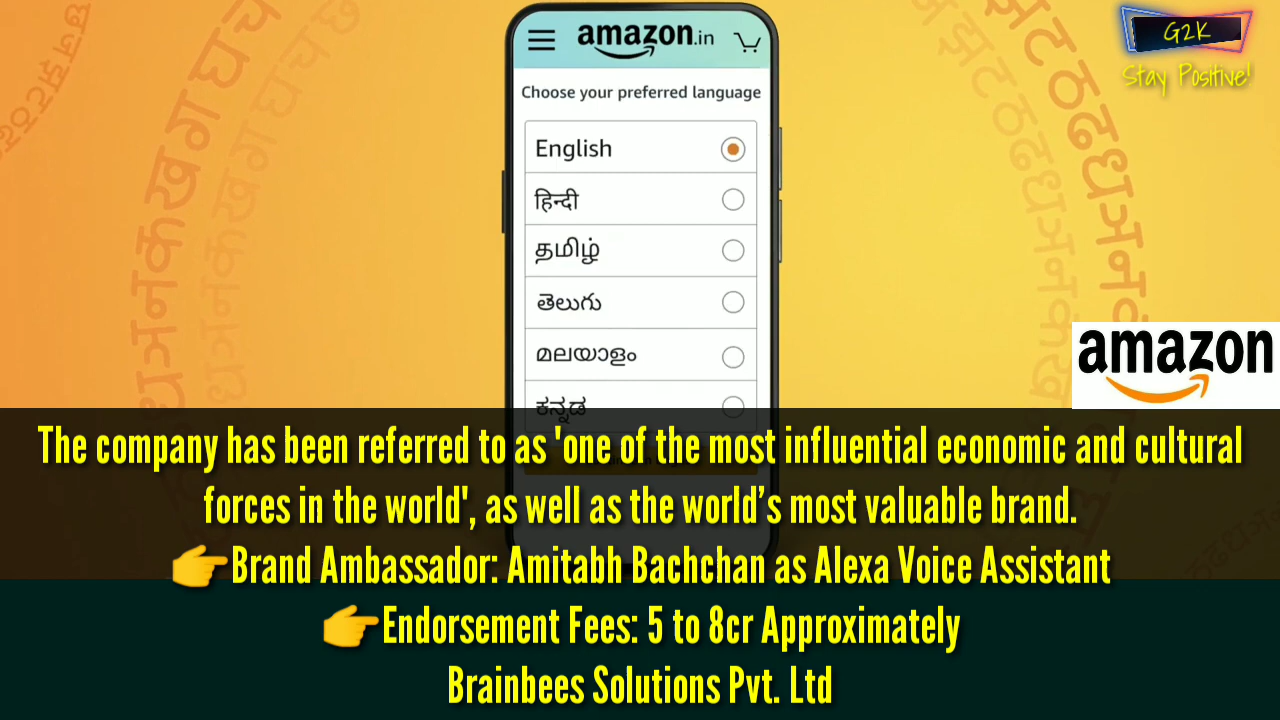 G2K
Stay Positive!
amazon.in
Choose your preferred language
English
हिन्दी
தமிழ்
తెలుగు
മലയാളം
ಕನ್ನಡ
amazon
The company has been referred to as 'one of the most influential economic and cultural
forces in the world', as well as the world’s most valuable brand.
👉Brand Ambassador: Amitabh Bachchan as Alexa Voice Assistant
👉Endorsement Fees: 5 to 8cr Approximately
Brainbees Solutions Pvt. Ltd